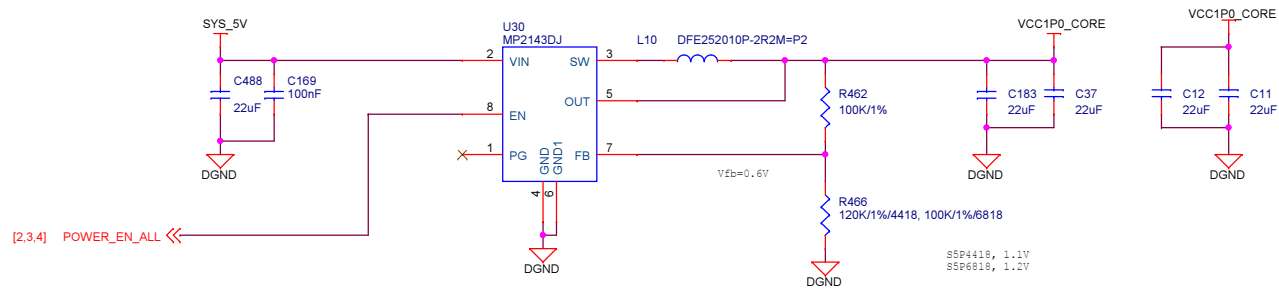 SYS_5V
U30
MP2143DJ
L10 DFE252010P-2R2M=P2
VCC1P0_CORE
VCC1P0_CORE
2 VIN SW 3
C488
22uF
C169
100nF
OUT 5
R462
100K/1%
C183
22uF
C37
22uF
C12
22uF
C11
22uF
8 EN
1 PG
GND
GND1
FB 7
4
6
Vfb=0.6V
DGND
DGND
DGND
DGND
DGND
R466
120K/1%/4418, 100K/1%/6818
[2,3,4] POWER_EN_ALL
S5P4418, 1.1V
S5P6818, 1.2V